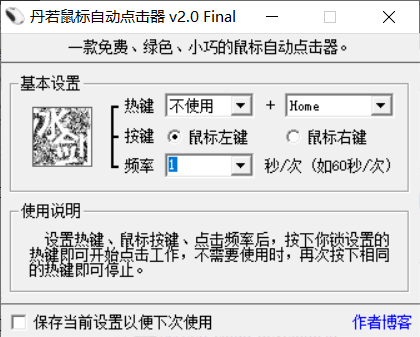 丹若鼠标自动点击器 v2.0 Final
一款免费、绿色、小巧的鼠标自动点击器。
基本设置
热键 不使用 + Home
按键 鼠标左键 鼠标右键
频率 1 秒/次（如60秒/次）
使用说明
设置热键、鼠标按键、点击频率后，按下你锁设置的
热键即可开始点击工作，不需要使用时，再次按下相同
的热键即可停止。
保存当前设置以便下次使用 作者博客